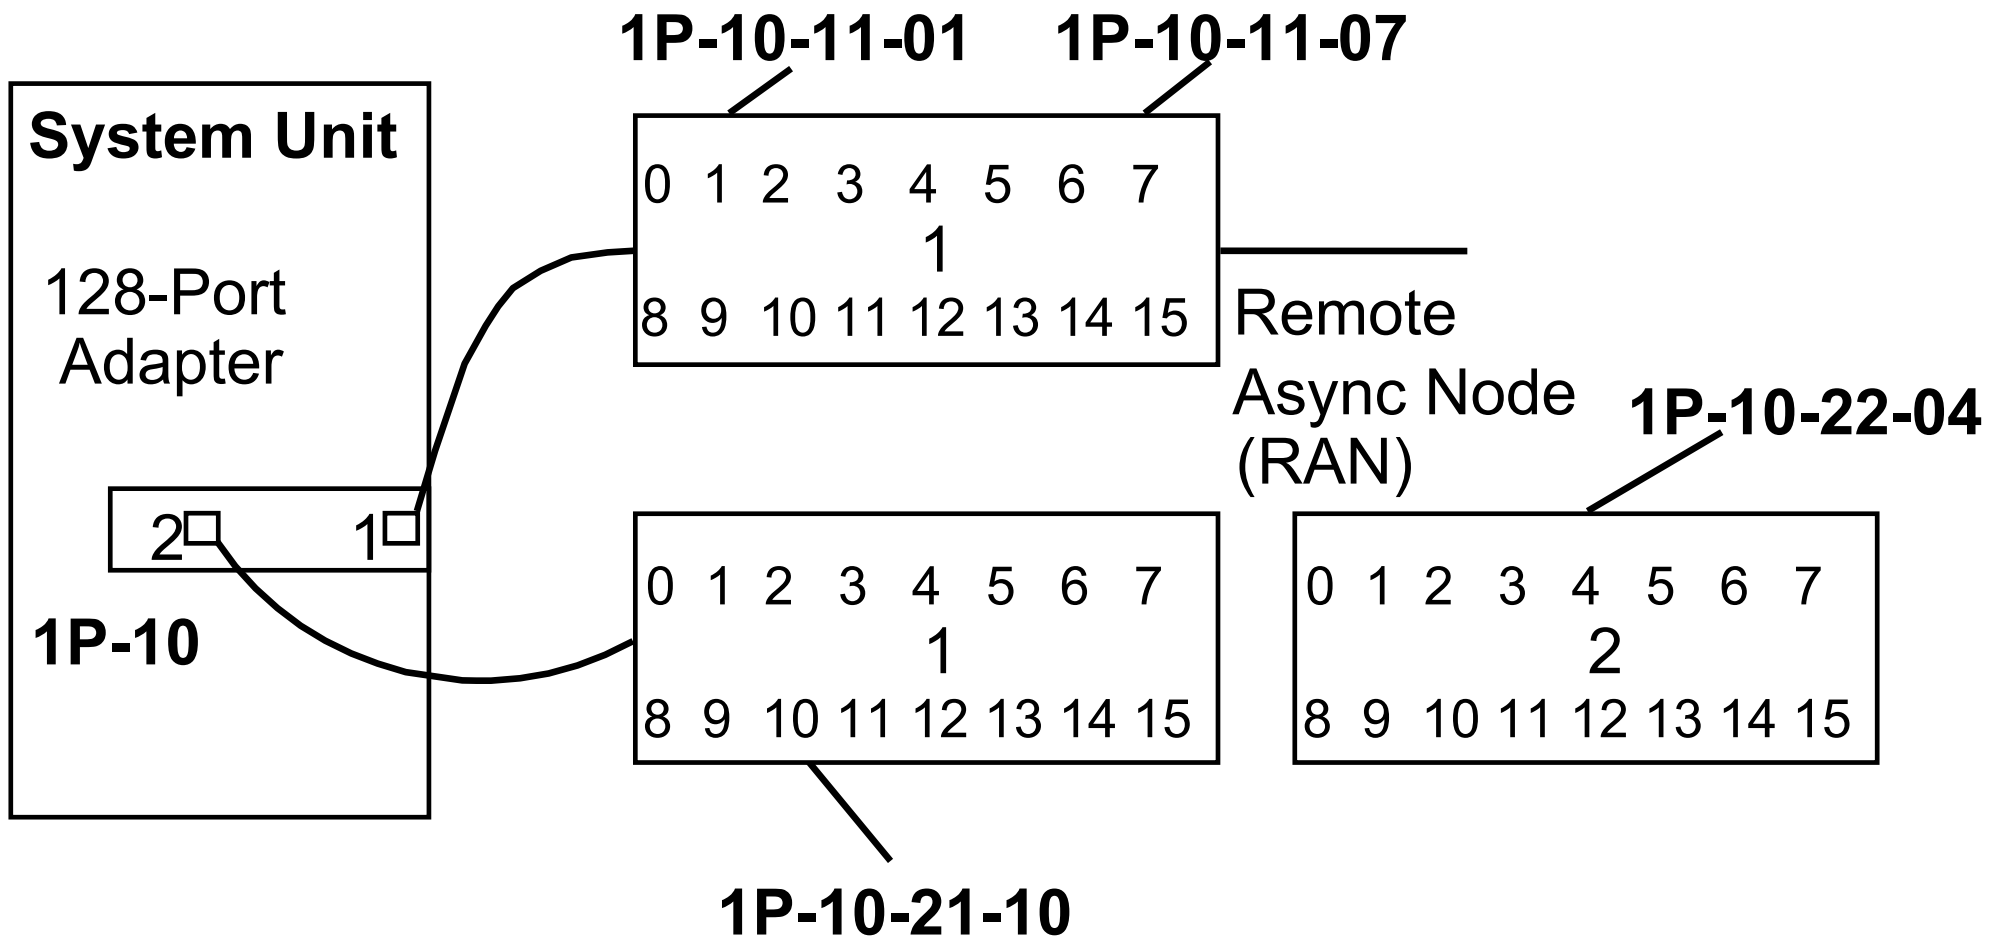 1P-10-11-01 1P-10-11-07
System Unit
128-Port
Adapter
2 1
1P-10
0 1 2 3 4 5 6 7
1
8 9 10 11 12 13 14 15
Remote
Async Node
(RAN)
1P-10-22-04
0 1 2 3 4 5 6 7
1
8 9 10 11 12 13 14 15
0 1 2 3 4 5 6 7
2
8 9 10 11 12 13 14 15
1P-10-21-10